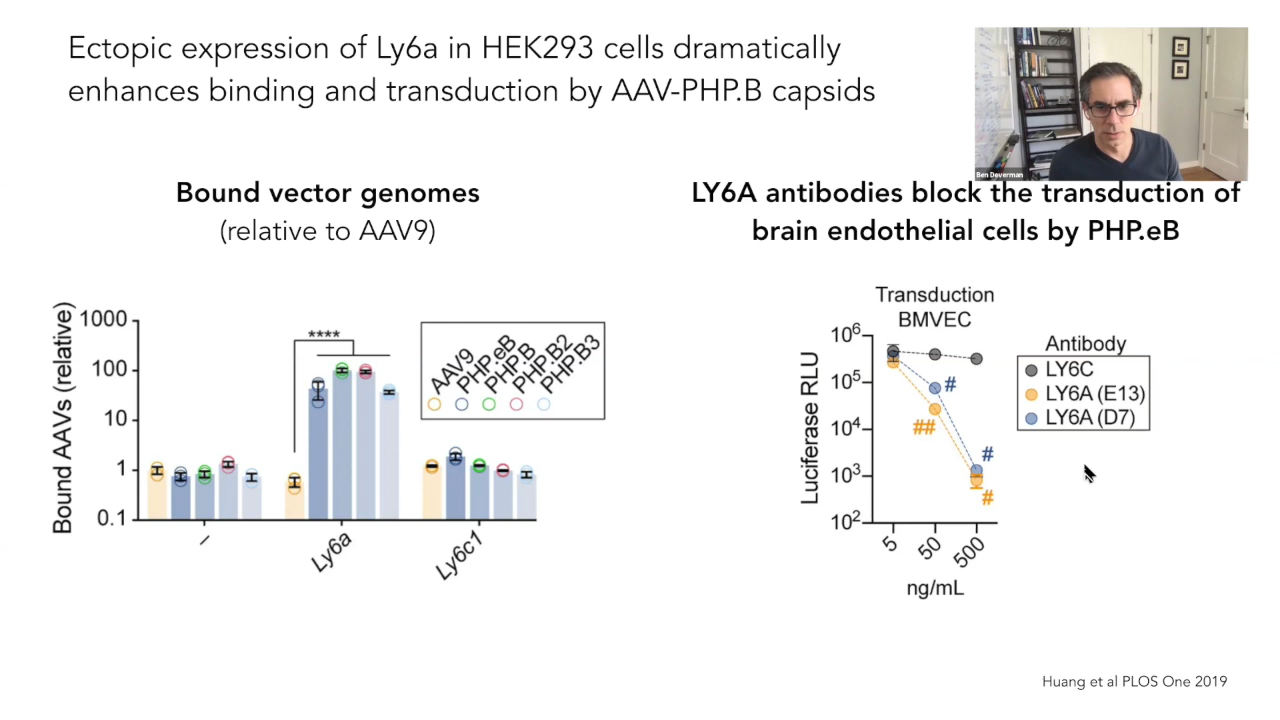 Ectopic expression of Ly6a in HEK293 cells dramatically
enhances binding and transduction by AAV-PHP.B capsids
Ben Deverman
Bound vector genomes
(relative to AAV9)
Bound AAVs (relative)
1000
100
10
1
0.1
****
AAV9
PHP.eB
PHP.B
PHP.B2
PHP.B3
–
Ly6a
Ly6c1
LY6A antibodies block the transduction of
brain endothelial cells by PHP.eB
Transduction
BMVEC
Luciferase RLU
10⁶
10⁵
10⁴
10³
10²
#
##
#
#
5
50
500
ng/mL
Antibody
LY6C
LY6A (E13)
LY6A (D7)
Huang et al PLOS One 2019